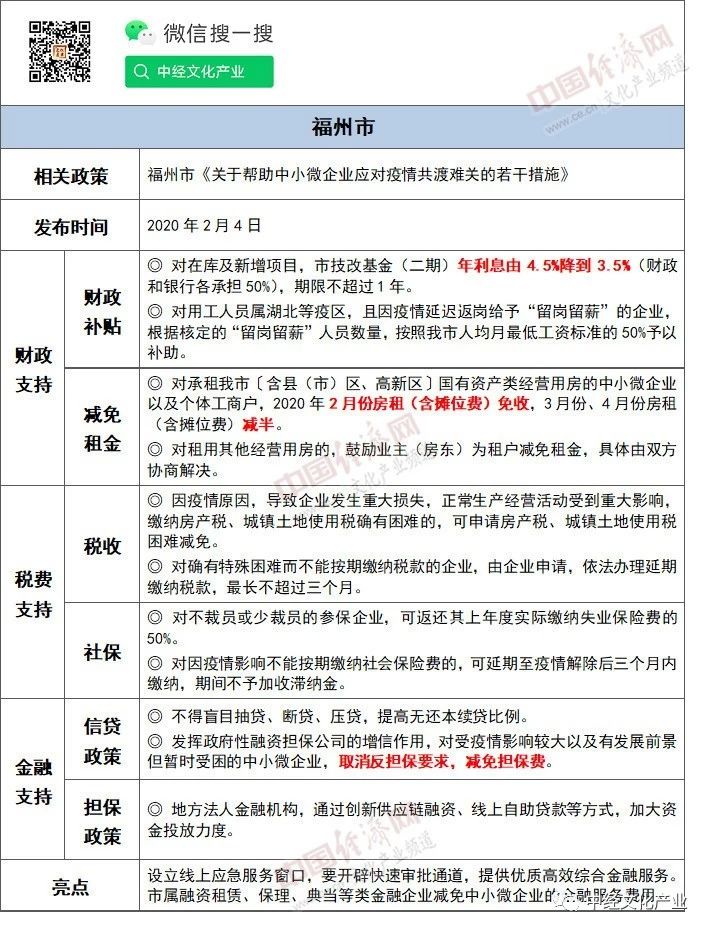 微信搜一搜
中经文化产业
中国经济网
www.ce.cn 文化产业频道
福州市
相关政策
福州市《关于帮助中小微企业应对疫情共渡难关的若干措施》
发布时间
2020 年 2 月 4 日
财政
支持
财政
补贴
◎ 对在库及新增项目，市技改基金（二期）年利息由 4.5%降到 3.5%（财政
和银行各承担 50%），期限不超过 1 年。
◎ 对用工人员属湖北等疫区，且因疫情延迟返岗给予“留岗留薪”的企业，
根据核定的“留岗留薪”人员数量，按照我市人均月最低工资标准的 50%予以
补助。
减免
租金
◎ 对承租我市〔含县（市）区、高新区〕国有资产类经营用房的中小微企业
以及个体工商户，2020 年 2 月份房租（含摊位费）免收，3 月份、4 月份房租
（含摊位费）减半。
◎ 对租用其他经营用房的，鼓励业主（房东）为租户减免租金，具体由双方
协商解决。
税费
支持
税收
◎ 因疫情原因，导致企业发生重大损失，正常生产经营活动受到重大影响，
缴纳房产税、城镇土地使用税确有困难的，可申请房产税、城镇土地使用税
困难减免。
◎ 对确有特殊困难而不能按期缴纳税款的企业，由企业申请，依法办理延期
缴纳税款，最长不超过三个月。
社保
◎ 对不裁员或少裁员的参保企业，可返还其上年度实际缴纳失业保险费的
50%。
◎ 对因疫情影响不能按期缴纳社会保险费的，可延期至疫情解除后三个月内
缴纳，期间不予加收滞纳金。
金融
支持
信贷
政策
◎ 不得盲目抽贷、断贷、压贷，提高无还本续贷比例。
◎ 发挥政府性融资担保公司的增信作用，对受疫情影响较大以及有发展前景
但暂时受困的中小微企业，取消反担保要求，减免担保费。
担保
政策
◎ 地方法人金融机构，通过创新供应链融资、线上自助贷款等方式，加大资
金投放力度。
亮点
设立线上应急服务窗口，要开辟快速审批通道，提供优质高效综合金融服务。
市属融资租赁、保理、典当等类金融企业减免中小微企业的金融服务费用
中经文化产业